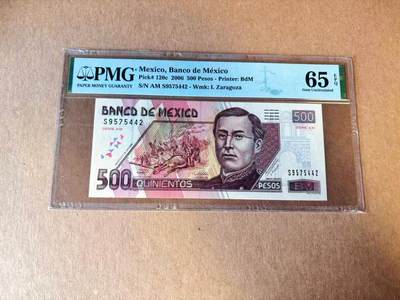 PMG
PAPER MONEY GUARANTY
Mexico, Banco de México
Pick# 120c 2006 500 Pesos - Printer: BdM
S/N AM S9575442 - Wmk: I. Zaragoza
65 EPQ
Gem Uncirculated
BANCO DE MEXICO
S9575442
500
S9575442
500 QUINIENTOS
PESOS